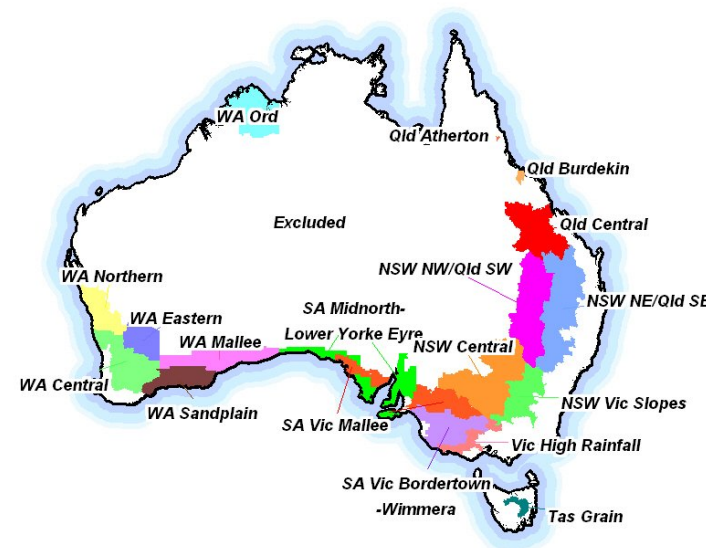 WA Ord
Qld Atherton
Qld Burdekin
Excluded
Qld Central
NSW NW/Qld SW
WA Northern
NSW NE/Qld SE
SA Midnorth-
Lower Yorke Eyre
WA Eastern
WA Mallee
NSW Central
WA Central
WA Sandplain
NSW Vic Slopes
SA Vic Mallee
Vic High Rainfall
SA Vic Bordertown
-Wimmera
Tas Grain